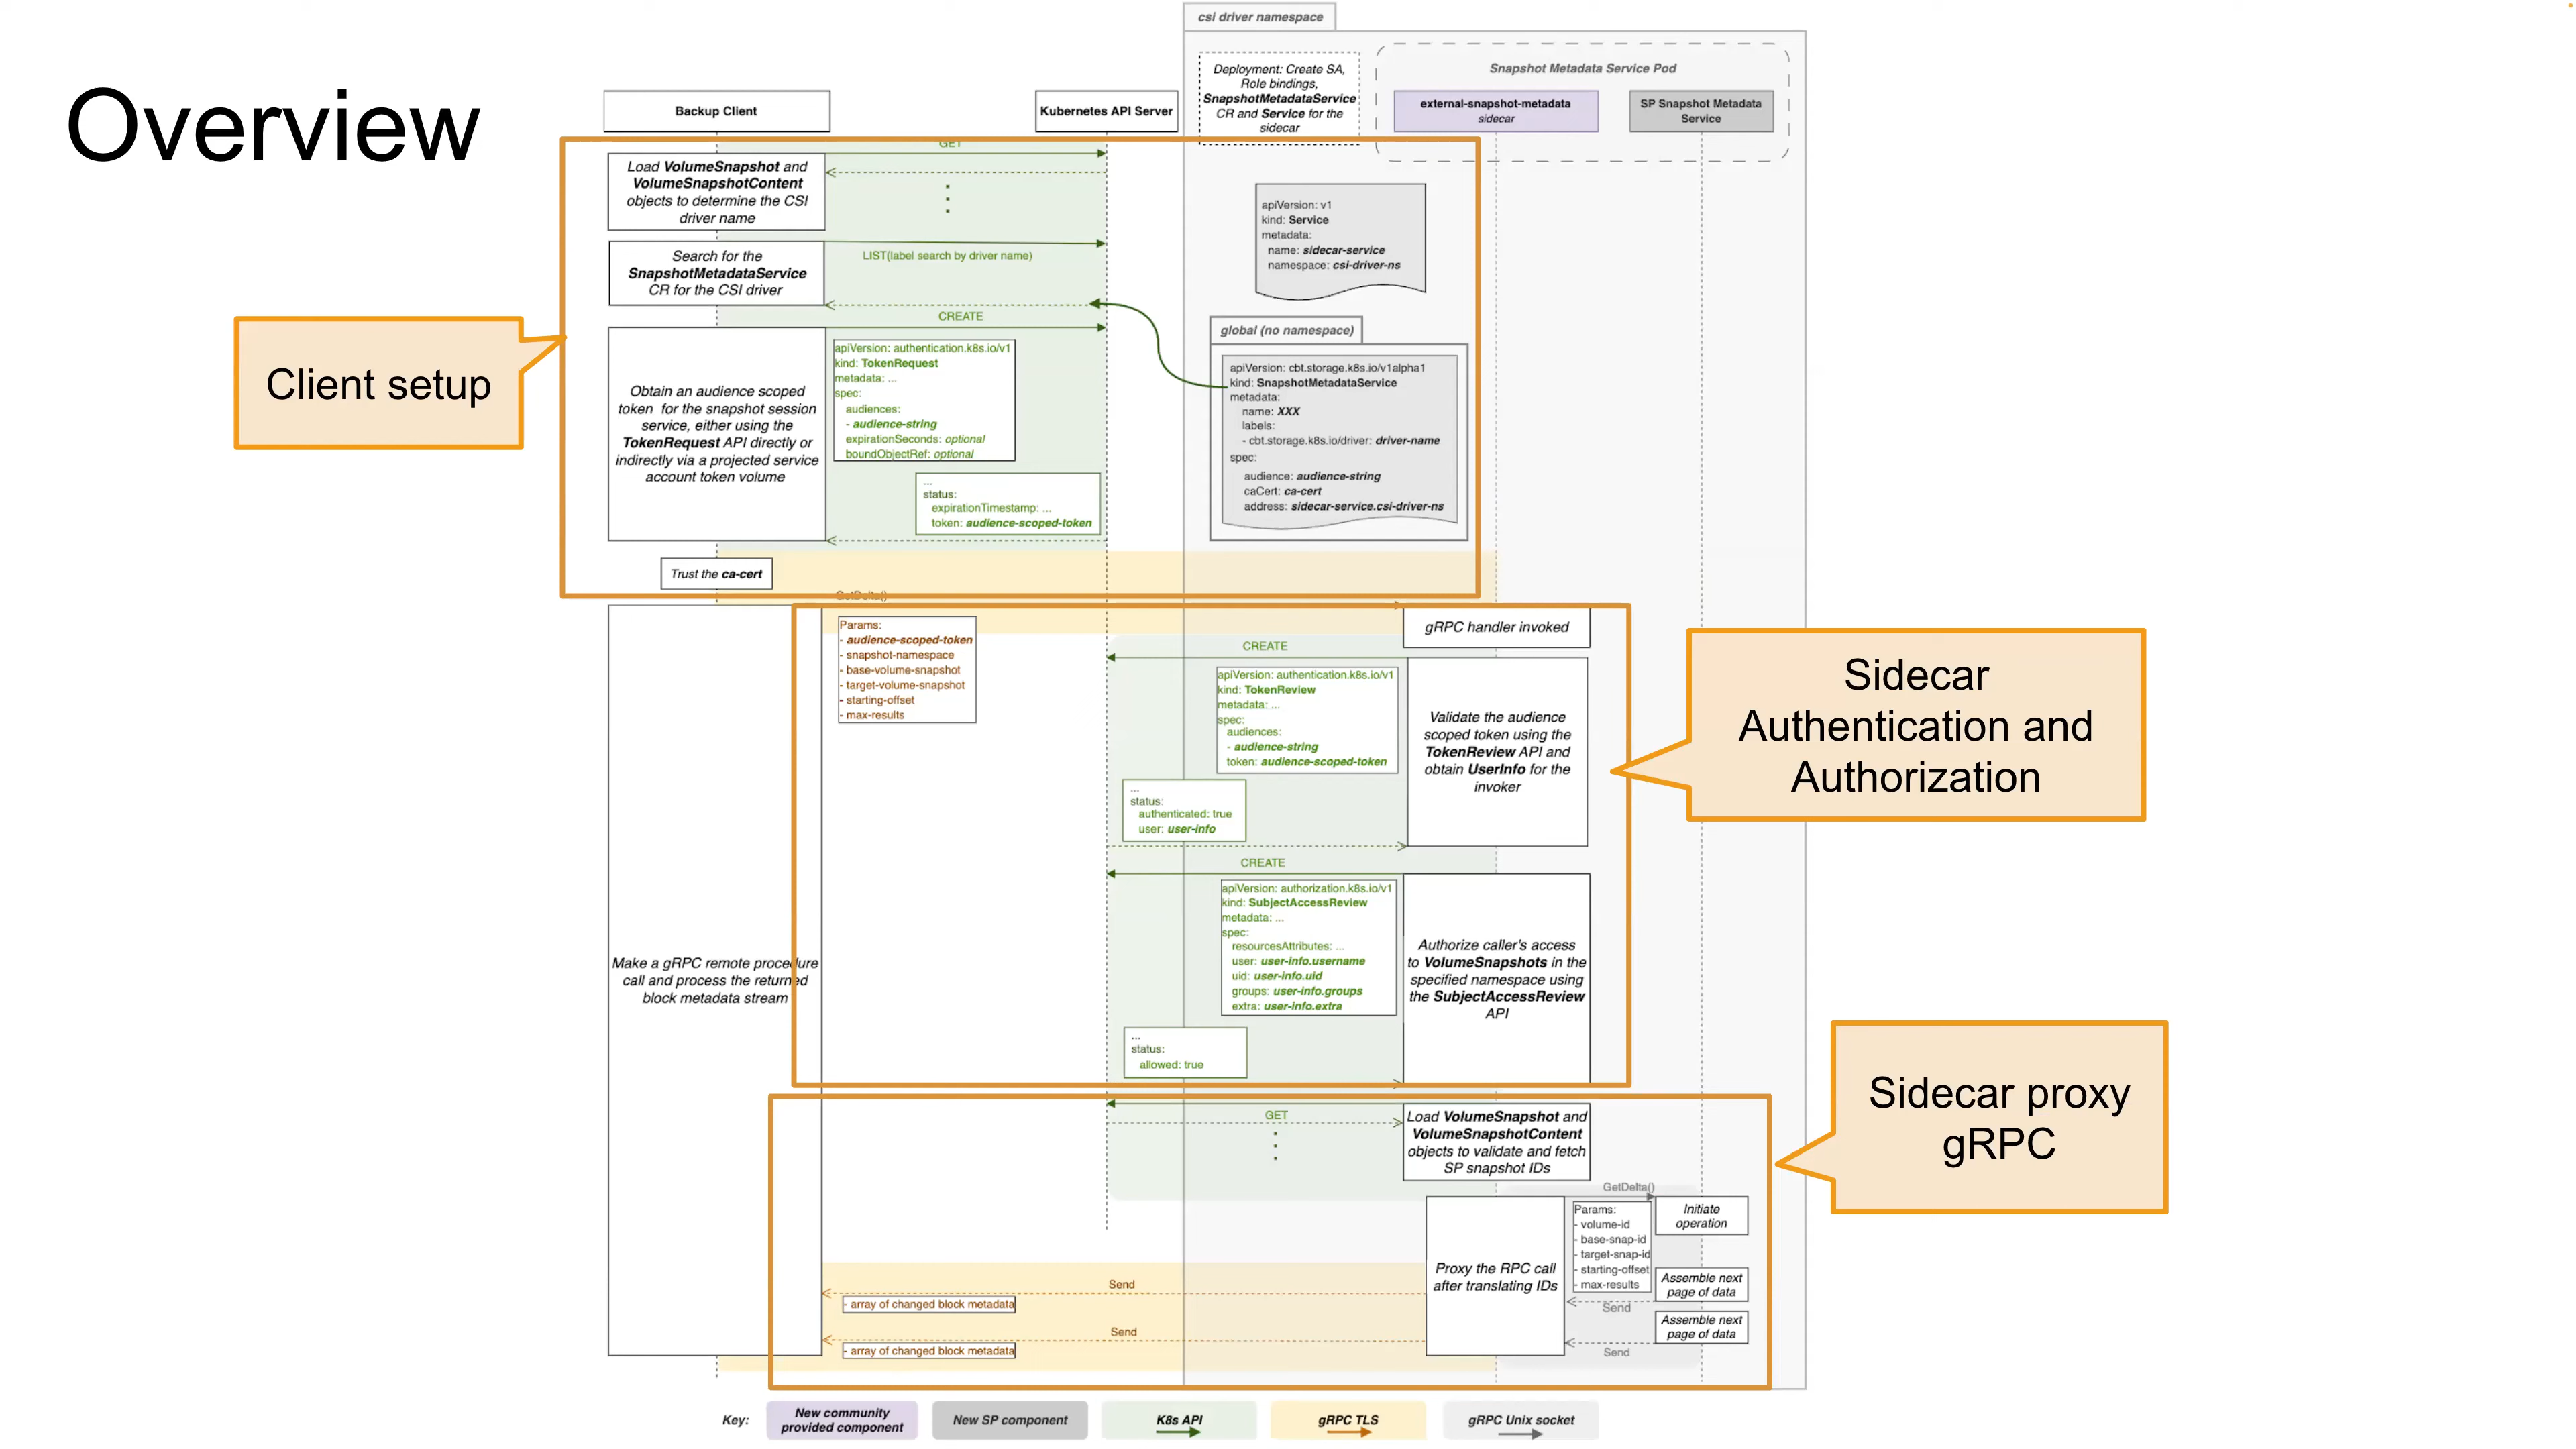 Overview
csi driver namespace
Deployment: Create SA,
Role bindings,
SnapshotMetadataService
CR and Service for the
sidecar
Snapshot Metadata Service Pod
external-snapshot-metadata
sidecar
SP Snapshot Metadata
Service
Backup Client
Kubernetes API Server
GET
Load VolumeSnapshot and
VolumeSnapshotContent
objects to determine the CSI
driver name
Search for the
SnapshotMetadataService
CR for the CSI driver
LIST(label search by driver name)
apiVersion: v1
kind: Service
metadata:
name: sidecar-service
namespace: csi-driver-ns
Client setup
CREATE
Obtain an audience scoped
token for the snapshot session
service, either using the
TokenRequest API directly or
indirectly via a projected service
account token volume
apiVersion: authentication.k8s.io/v1
kind: TokenRequest
metadata: ...
spec:
audiences:
- audience-string
expirationSeconds: optional
boundObjectRef: optional
...
status:
expirationTimestamp: ...
token: audience-scoped-token
global (no namespace)
apiVersion: cbt.storage.k8s.io/v1alpha1
kind: SnapshotMetadataService
metadata:
name: XXX
labels:
- cbt.storage.k8s.io/driver: driver-name
spec:
audience: audience-string
caCert: ca-cert
address: sidecar-service.csi-driver-ns
Trust the ca-cert
GetDelta()
Params:
- audience-scoped-token
- snapshot-namespace
- base-volume-snapshot
- target-volume-snapshot
- starting-offset
- max-results
gRPC handler invoked
CREATE
apiVersion: authentication.k8s.io/v1
kind: TokenReview
metadata: ...
spec:
audiences:
- audience-string
token: audience-scoped-token
Validate the audience
scoped token using the
TokenReview API and
obtain UserInfo for the
invoker
...
status:
authenticated: true
user: user-info
Sidecar
Authentication and
Authorization
CREATE
apiVersion: authorization.k8s.io/v1
kind: SubjectAccessReview
metadata: ...
spec:
resourcesAttributes: ...
user: user-info.username
uid: user-info.uid
groups: user-info.groups
extra: user-info.extra
Authorize caller's access
to VolumeSnapshots in the
specified namespace using
the SubjectAccessReview
API
Make a gRPC remote procedure
call and process the returned
block metadata stream
...
status:
allowed: true
GET
Load VolumeSnapshot and
VolumeSnapshotContent
objects to validate and fetch
SP snapshot IDs
Sidecar proxy
gRPC
GetDelta()
Params:
- volume-id
- base-snap-id
- target-snap-id
- starting-offset
- max-results
Initiate
operation
Proxy the RPC call
after translating IDs
Assemble next
page of data
Send
Assemble next
page of data
Send
Send
- array of changed block metadata
Send
- array of changed block metadata
Key:
New community
provided component
New SP component
K8s API
gRPC TLS
gRPC Unix socket